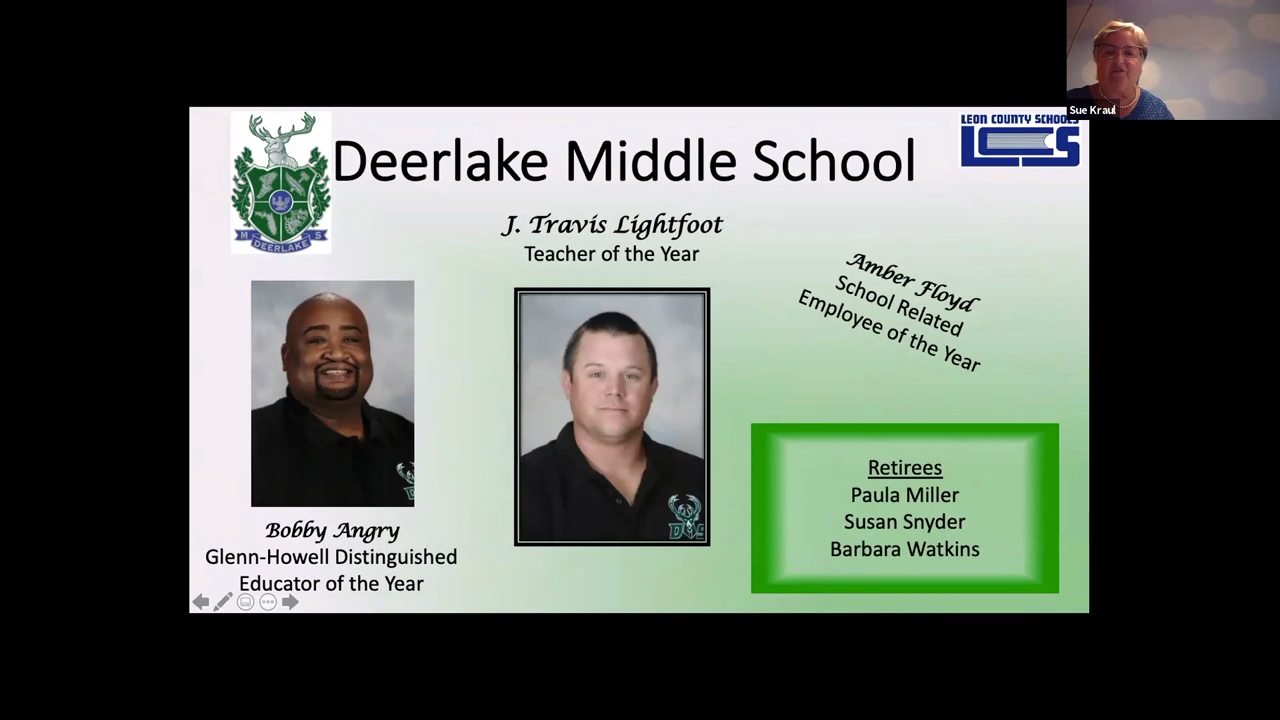 Sue Kraul
LEON COUNTY SCHOOLS
LCS
Deerlake Middle School
M S
DEERLAKE
J. Travis Lightfoot
Teacher of the Year
Amber Floyd
School Related
Employee of the Year
Bobby Angry
Glenn-Howell Distinguished
Educator of the Year
DMS
Retirees
Paula Miller
Susan Snyder
Barbara Watkins